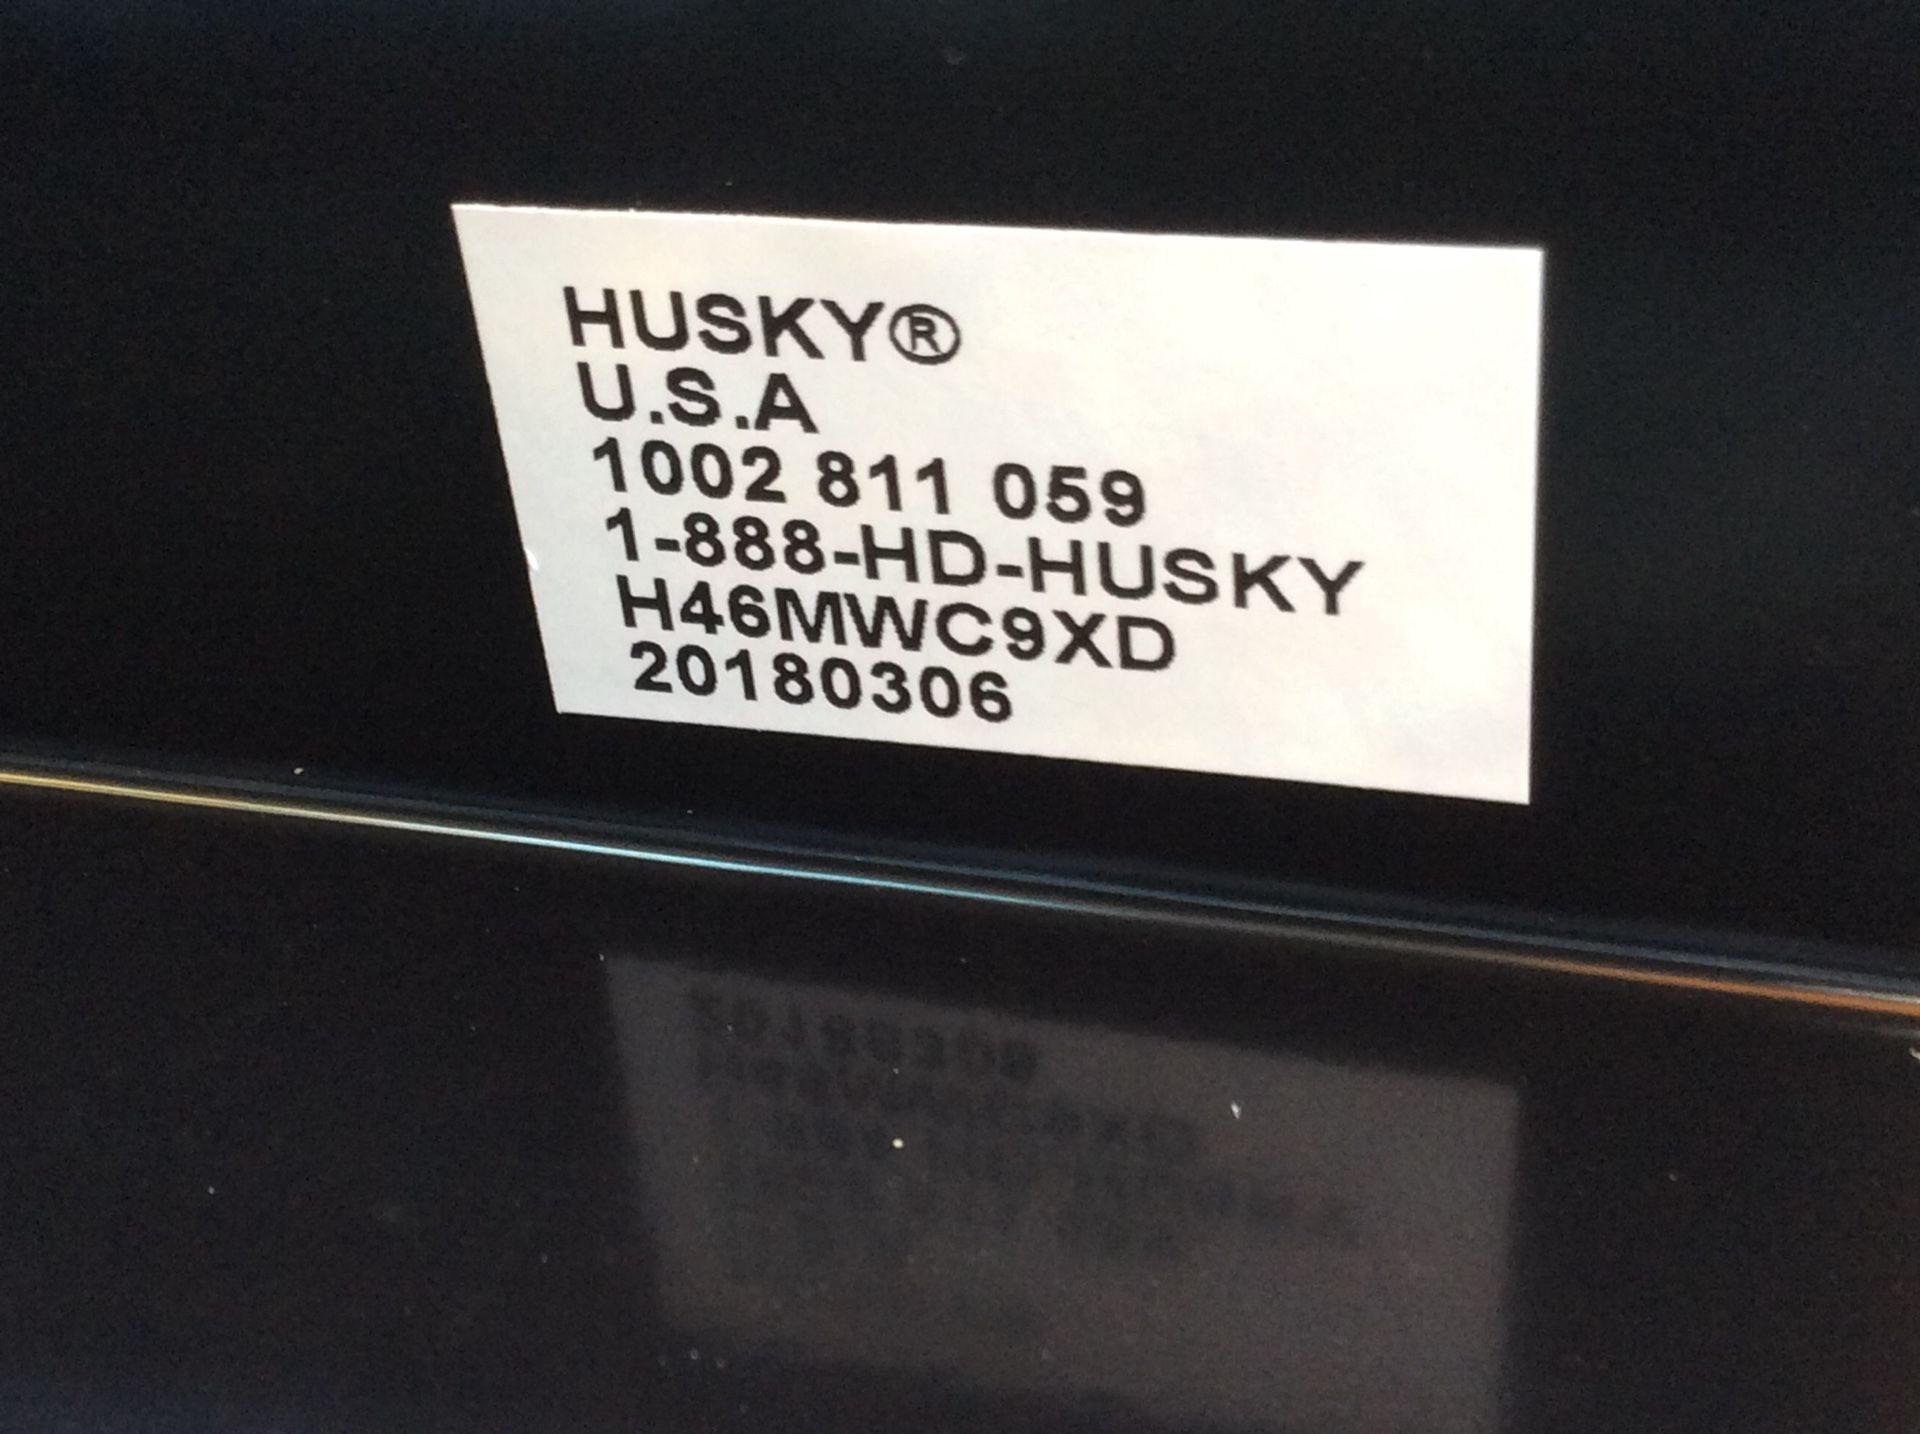 HUSKY®
U.S.A
1002 811 059
1-888-HD-HUSKY
H46MWC9XD
20180306